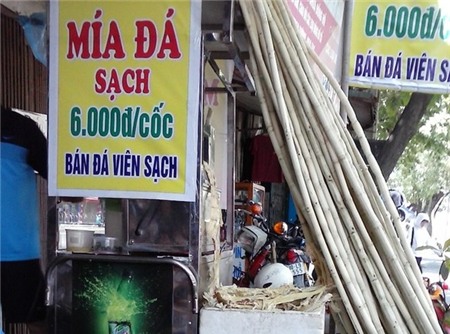 MÍA ĐÁ
SẠCH
6.000đ/cốc
BÁN ĐÁ VIÊN SẠCH
6.000đ/
BÁN ĐÁ VIÊN